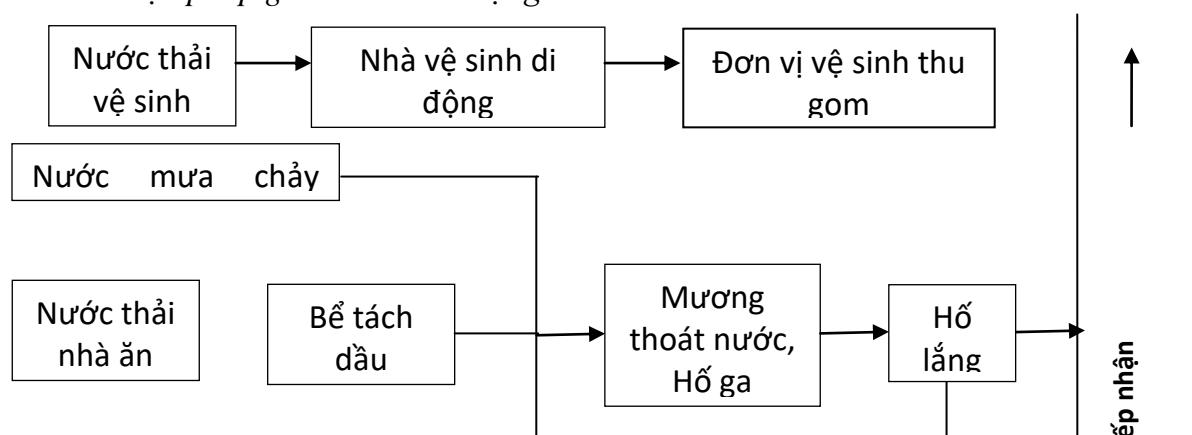 Nước thải
vệ sinh
Nhà vệ sinh di
động
Đơn vị vệ sinh thu
gom
Nước mưa chảy
Nước thải
nhà ăn
Bể tách
dầu
Mương
thoát nước,
Hố ga
Hố
lắng
nhận